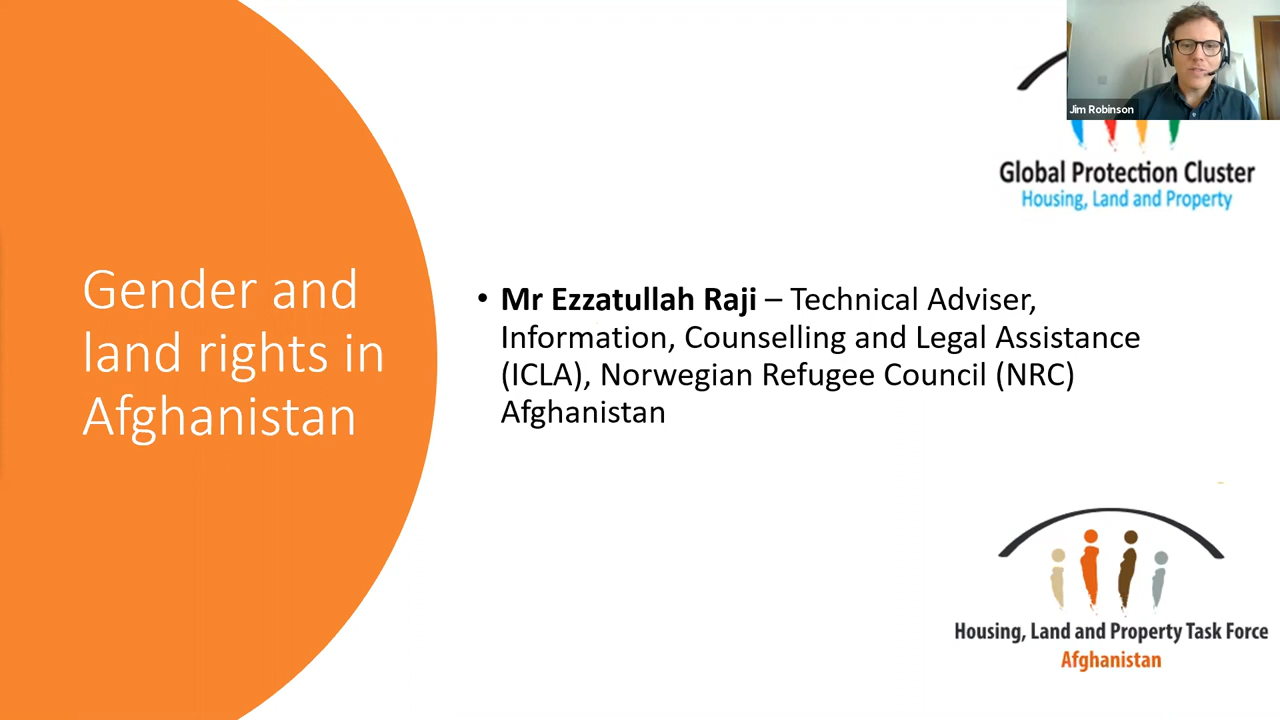 Jim Robinson
Global Protection Cluster
Housing, Land and Property
Gender and
land rights in
Afghanistan
• Mr Ezzatullah Raji – Technical Adviser,
Information, Counselling and Legal Assistance
(ICLA), Norwegian Refugee Council (NRC)
Afghanistan
Housing, Land and Property Task Force
Afghanistan